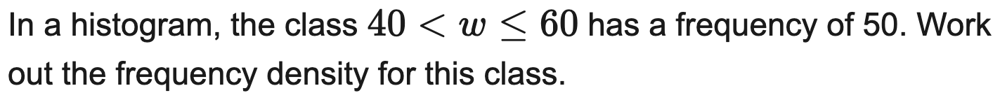 In a histogram, the class 40 < w ≤ 60 has a frequency of 50. Work
out the frequency density for this class.